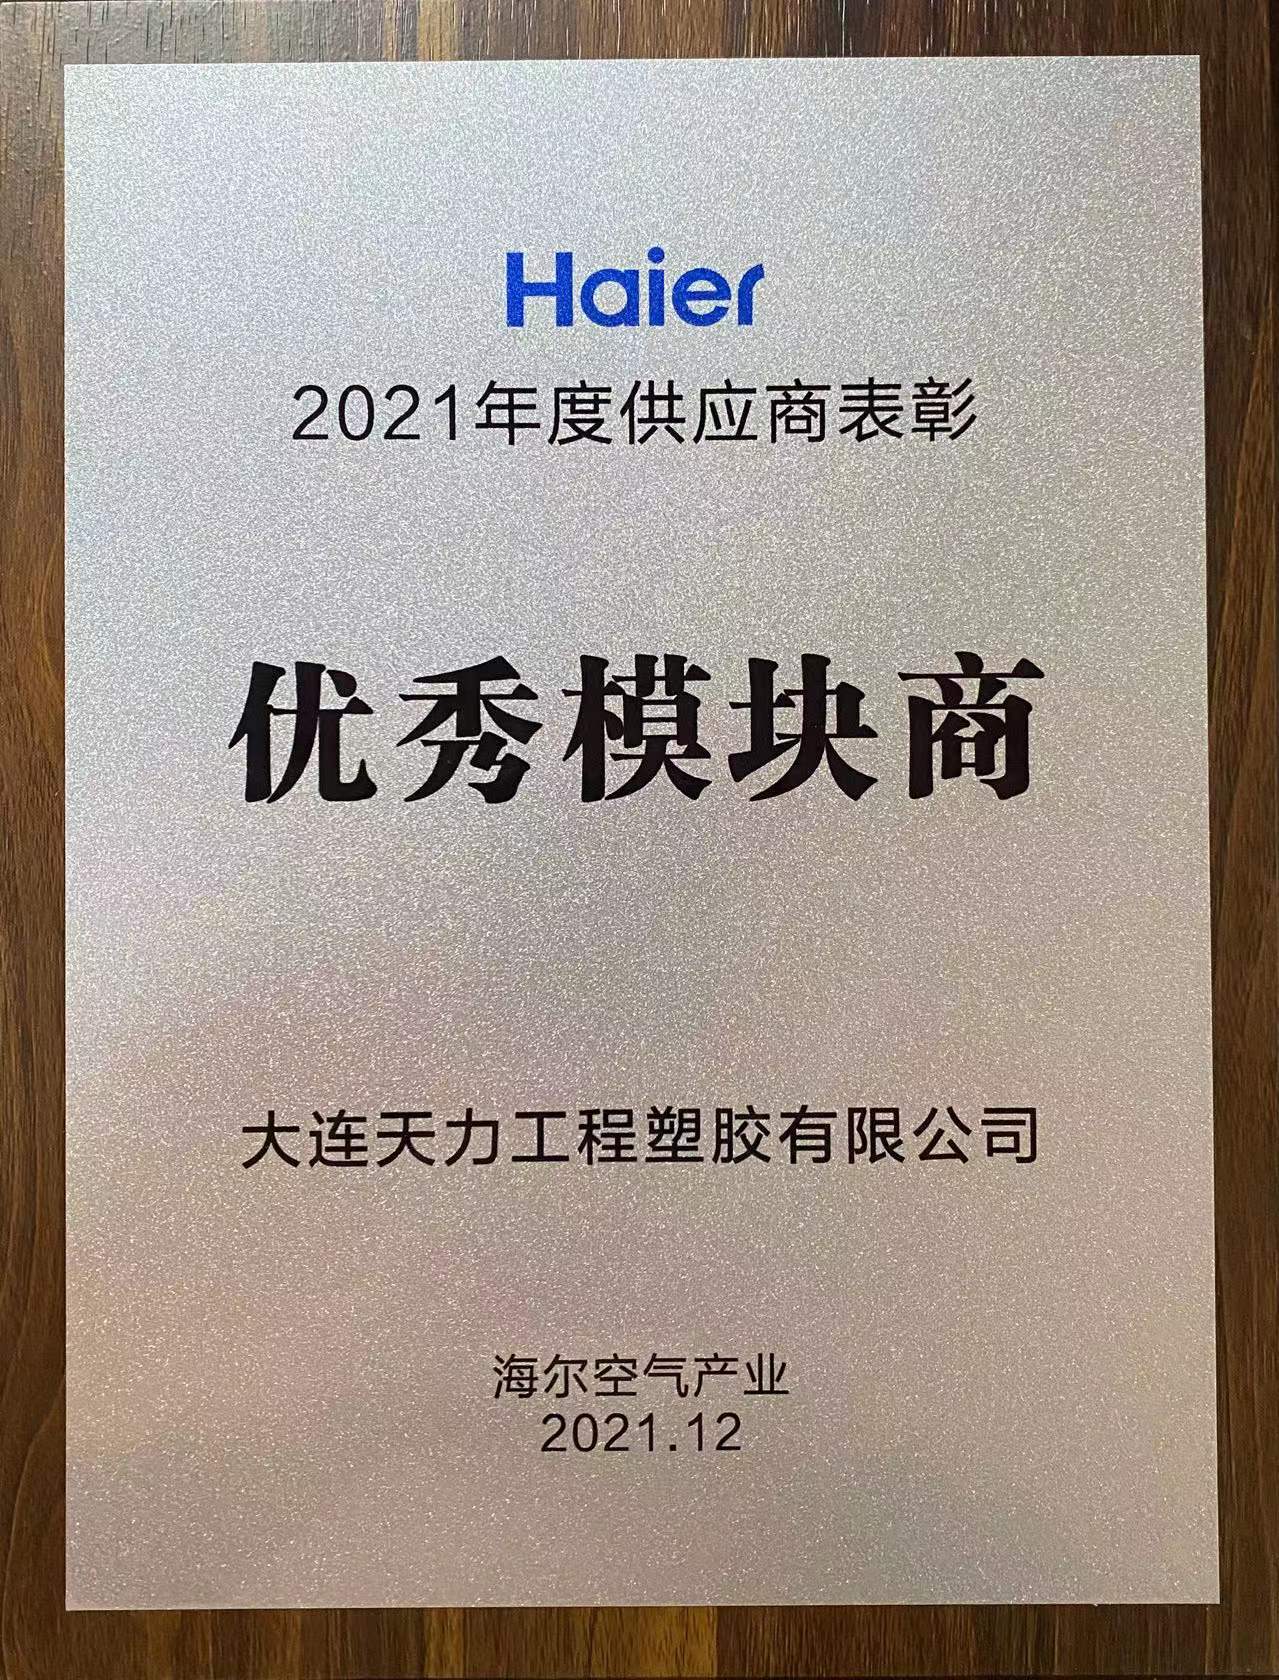 Haier
2021年度供应商表彰
优秀模块商
大连天力工程塑胶有限公司
海尔空气产业
2021.12